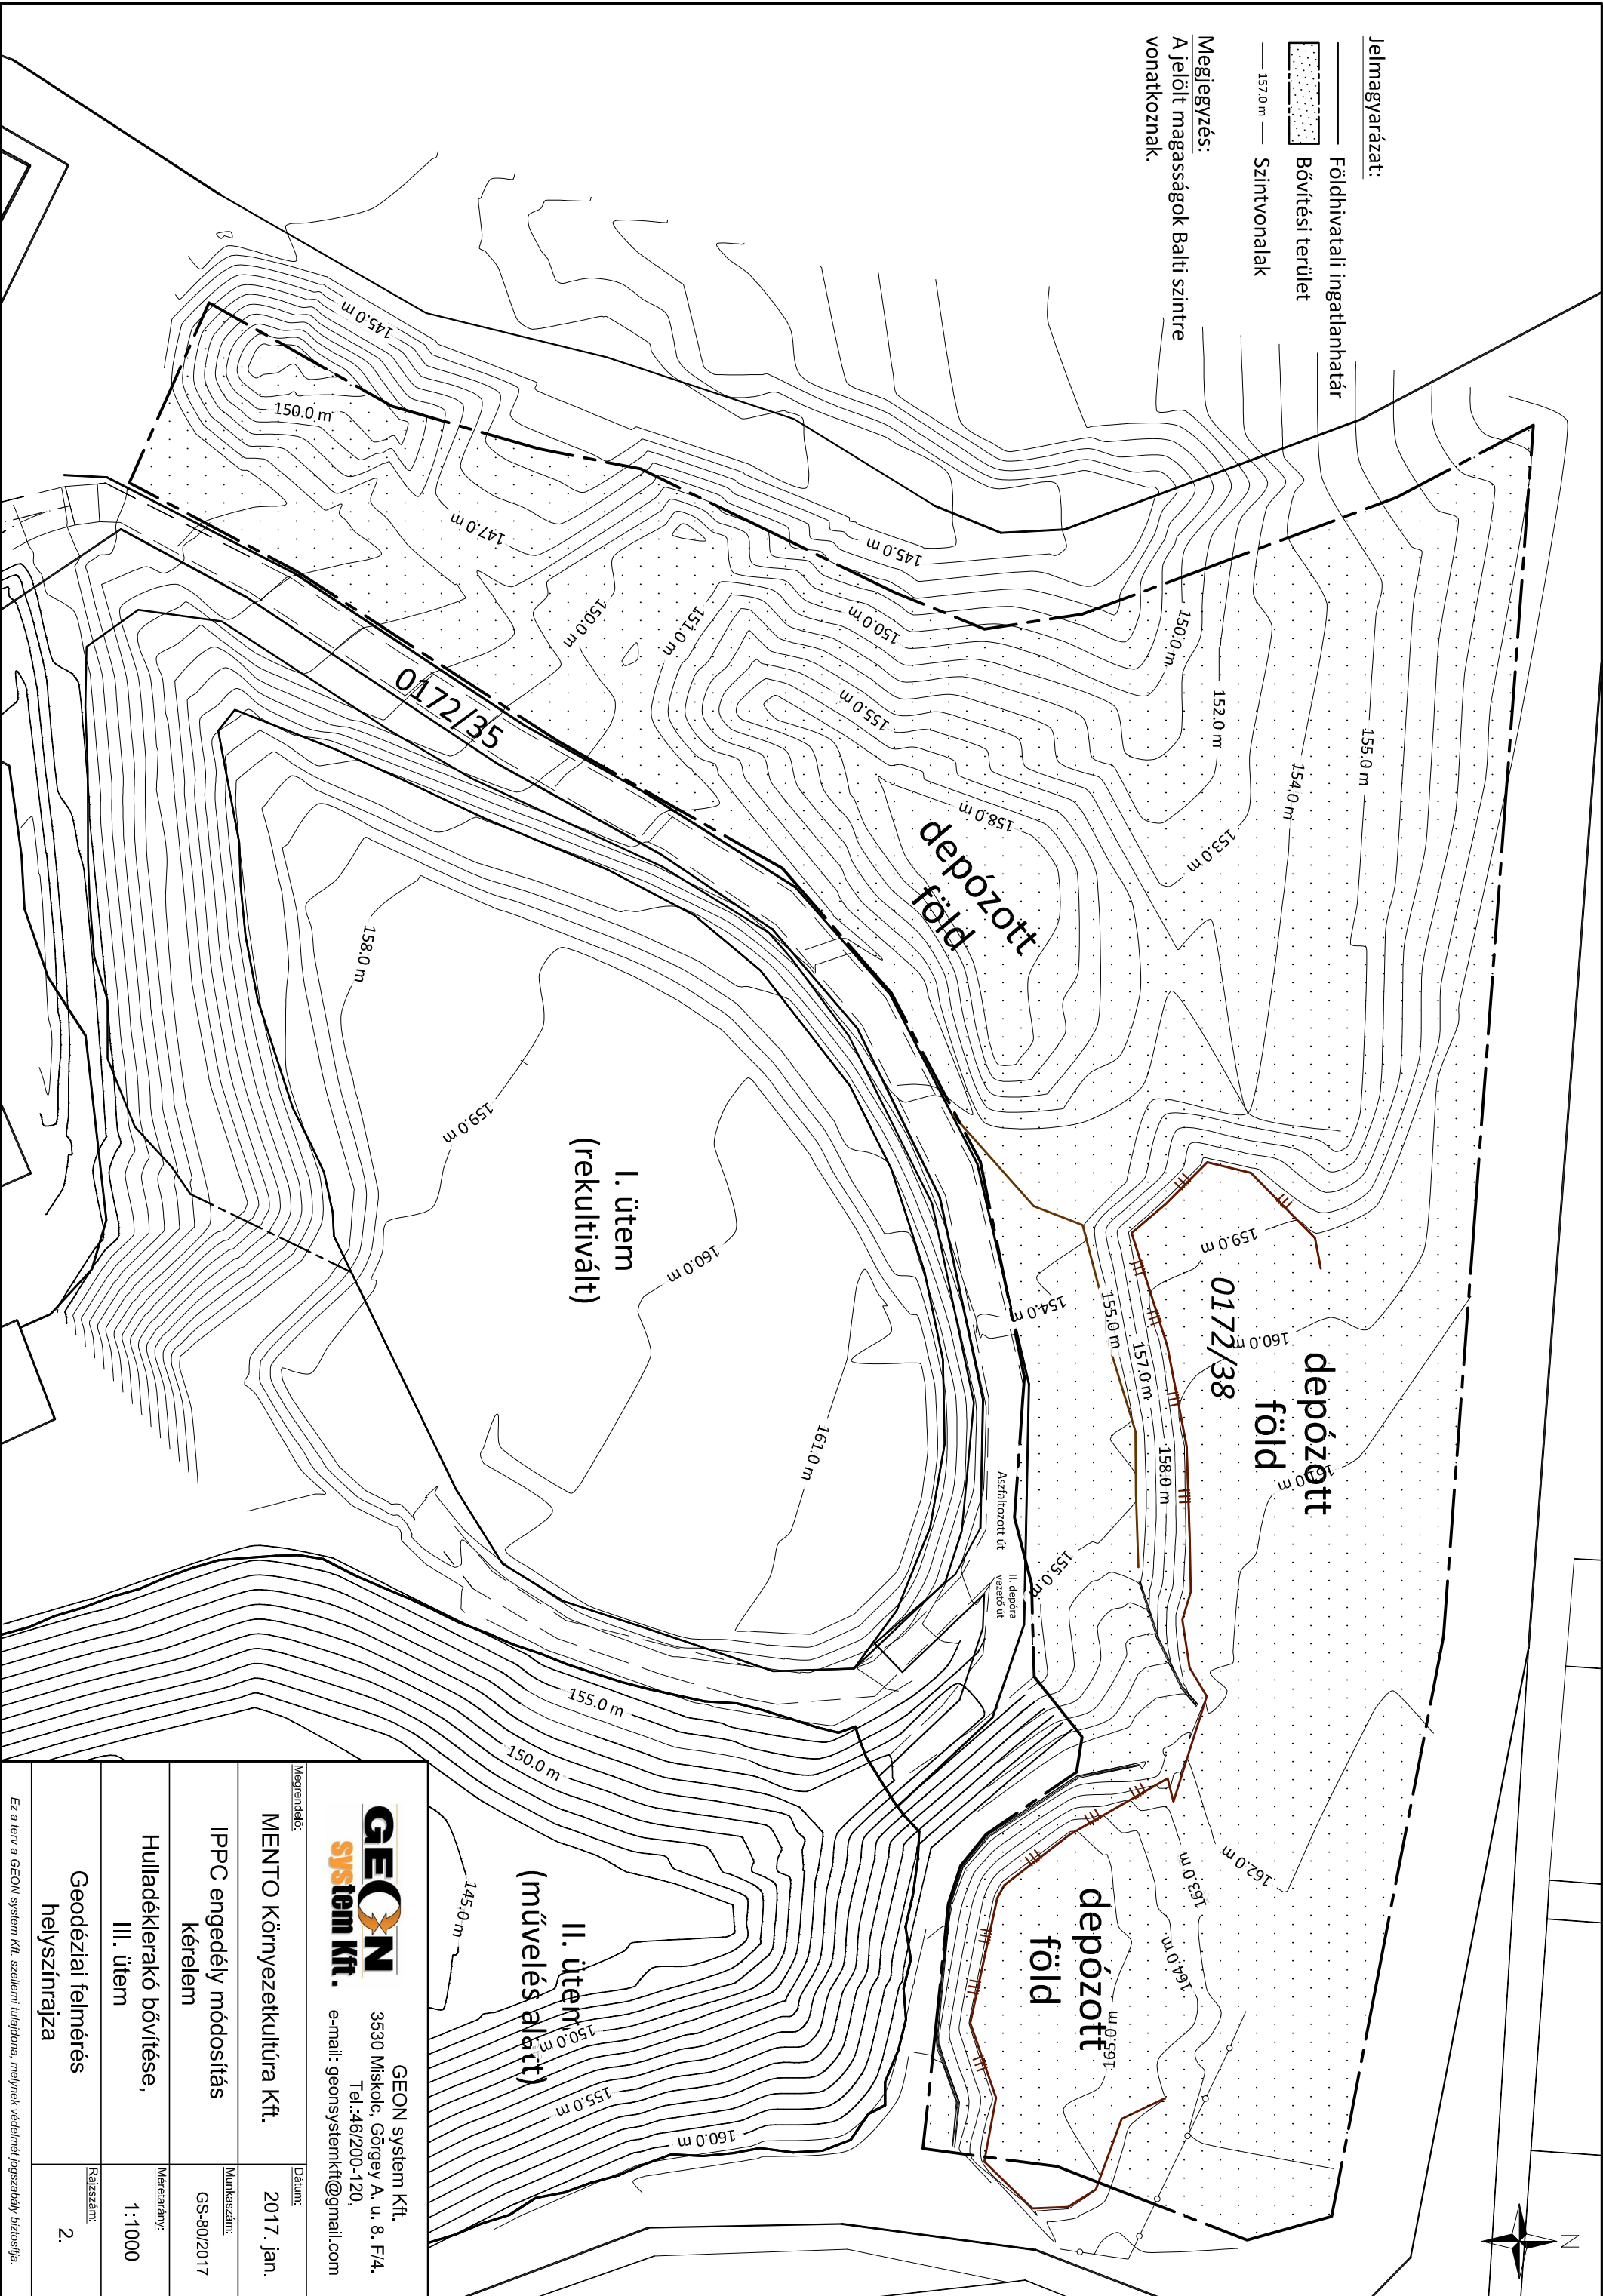 Jelmagyarázat:
Földhivatali ingatlanhatár
Bővítési terület
157.0 m
Szintvonalak
Megjegyzés:
A jelölt magasságok Balti szintre
vonatkoznak.
N
145.0 m
150.0 m
147.0 m
145.0 m
150.0 m
151.0 m
150.0 m
155.0 m
158.0 m
150.0 m
152.0 m
153.0 m
154.0 m
155.0 m
depózott
föld
0172/35
158.0 m
159.0 m
160.0 m
161.0 m
I. ütem
(rekultivált)
154.0 m
155.0 m
157.0 m
158.0 m
159.0 m
160.0 m
0172/38
depózott
föld
Aszfaltozott út
II. depóra
vezető út
155.0 m
162.0 m
163.0 m
164.0 m
165.0 m
depózott
föld
155.0 m
150.0 m
145.0 m
II. ütem
(művelés alatt)
150.0 m
155.0 m
160.0 m
GEON
system Kft.
GEON system Kft.
3530 Miskolc, Görgey A. u. 8. F/4.
Tel.:46/200-120,
e-mail: geonsystemkft@gmail.com
Megrendelő:
MENTO Környezetkultúra Kft.
Dátum:
2017. jan.
IPPC engedély módosítás
kérelem
Munkaszám:
GS-80/2017
Hulladéklerakó bővítése,
III. ütem
Méretarány:
1:1000
Geodéziai felmérés
helyszínrajza
Rajzszám:
2.
Ez a terv a GEON system Kft. szellemi tulajdona, melynek védelmét jogszabály biztosítja.